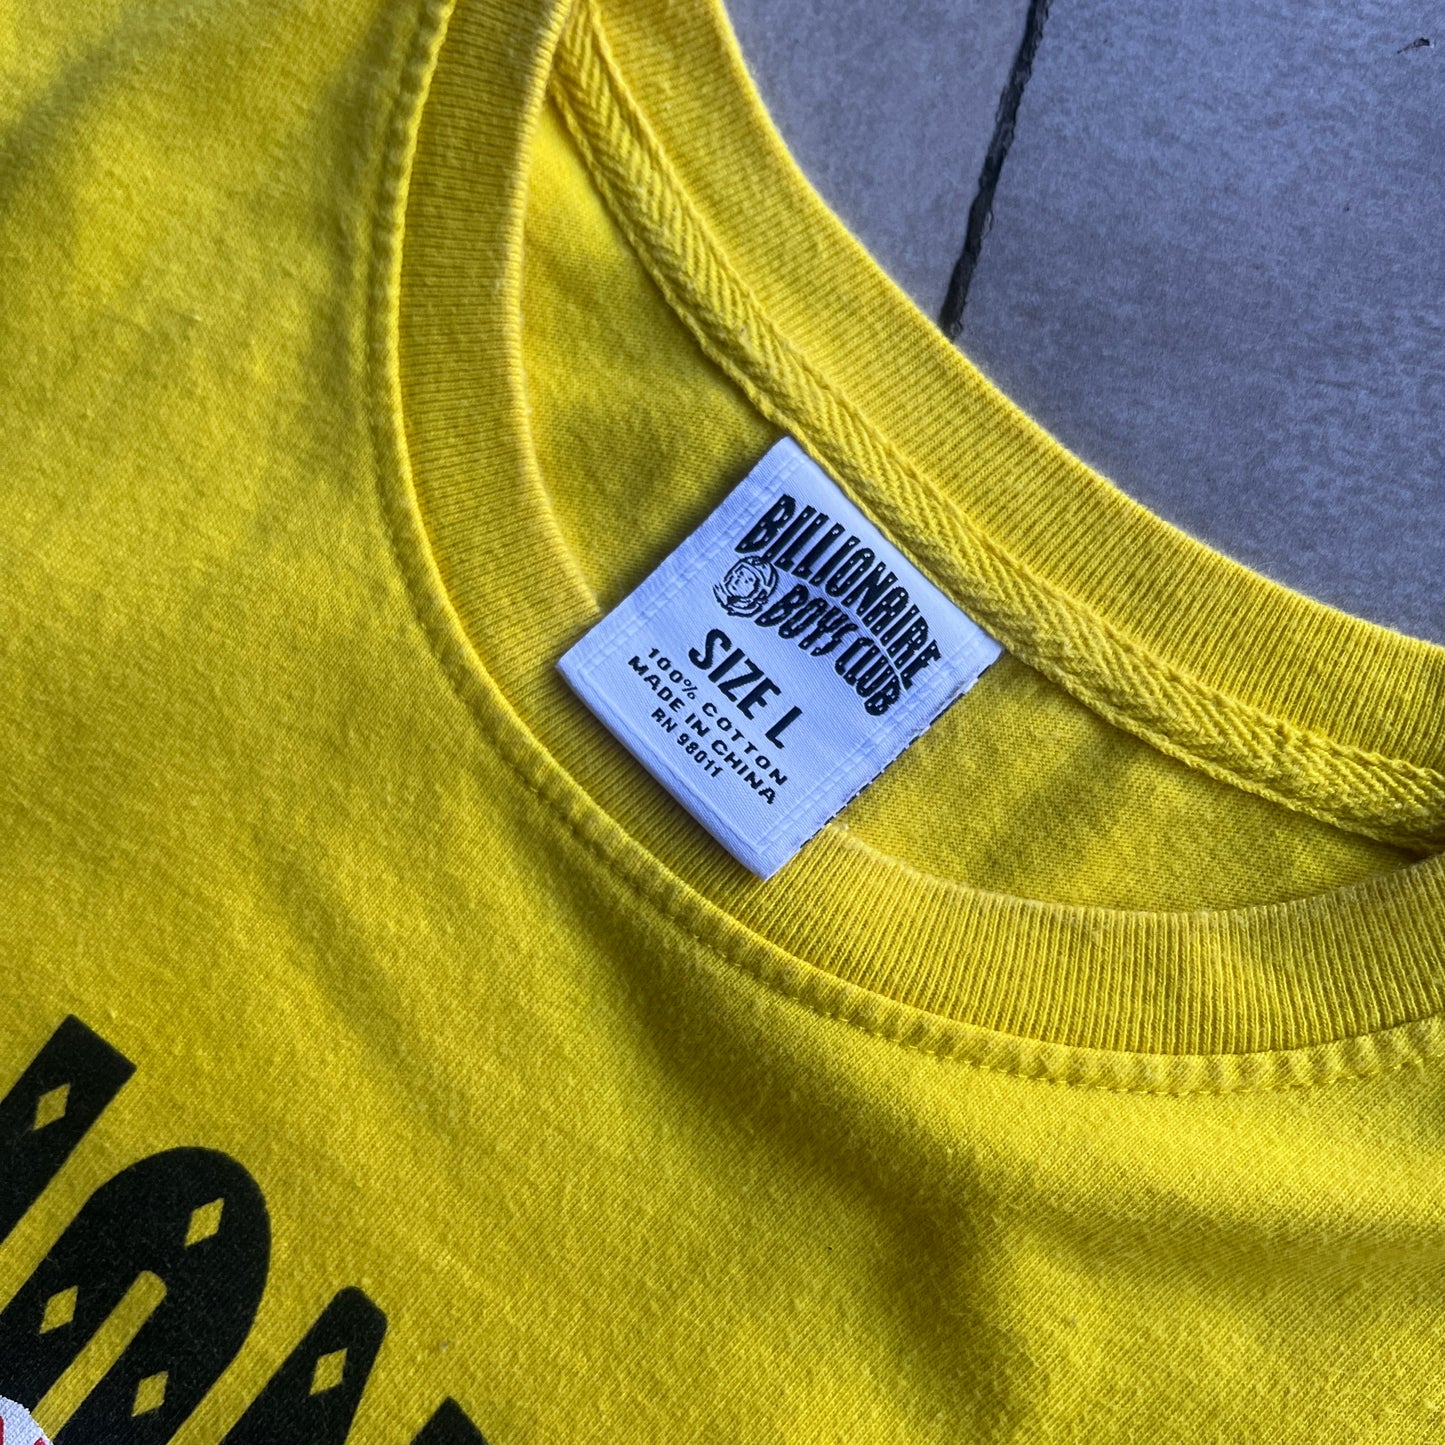 BILLIONAIRE
BOYS CLUB
SIZE L
100% COTTON
MADE IN CHINA
RN 98011